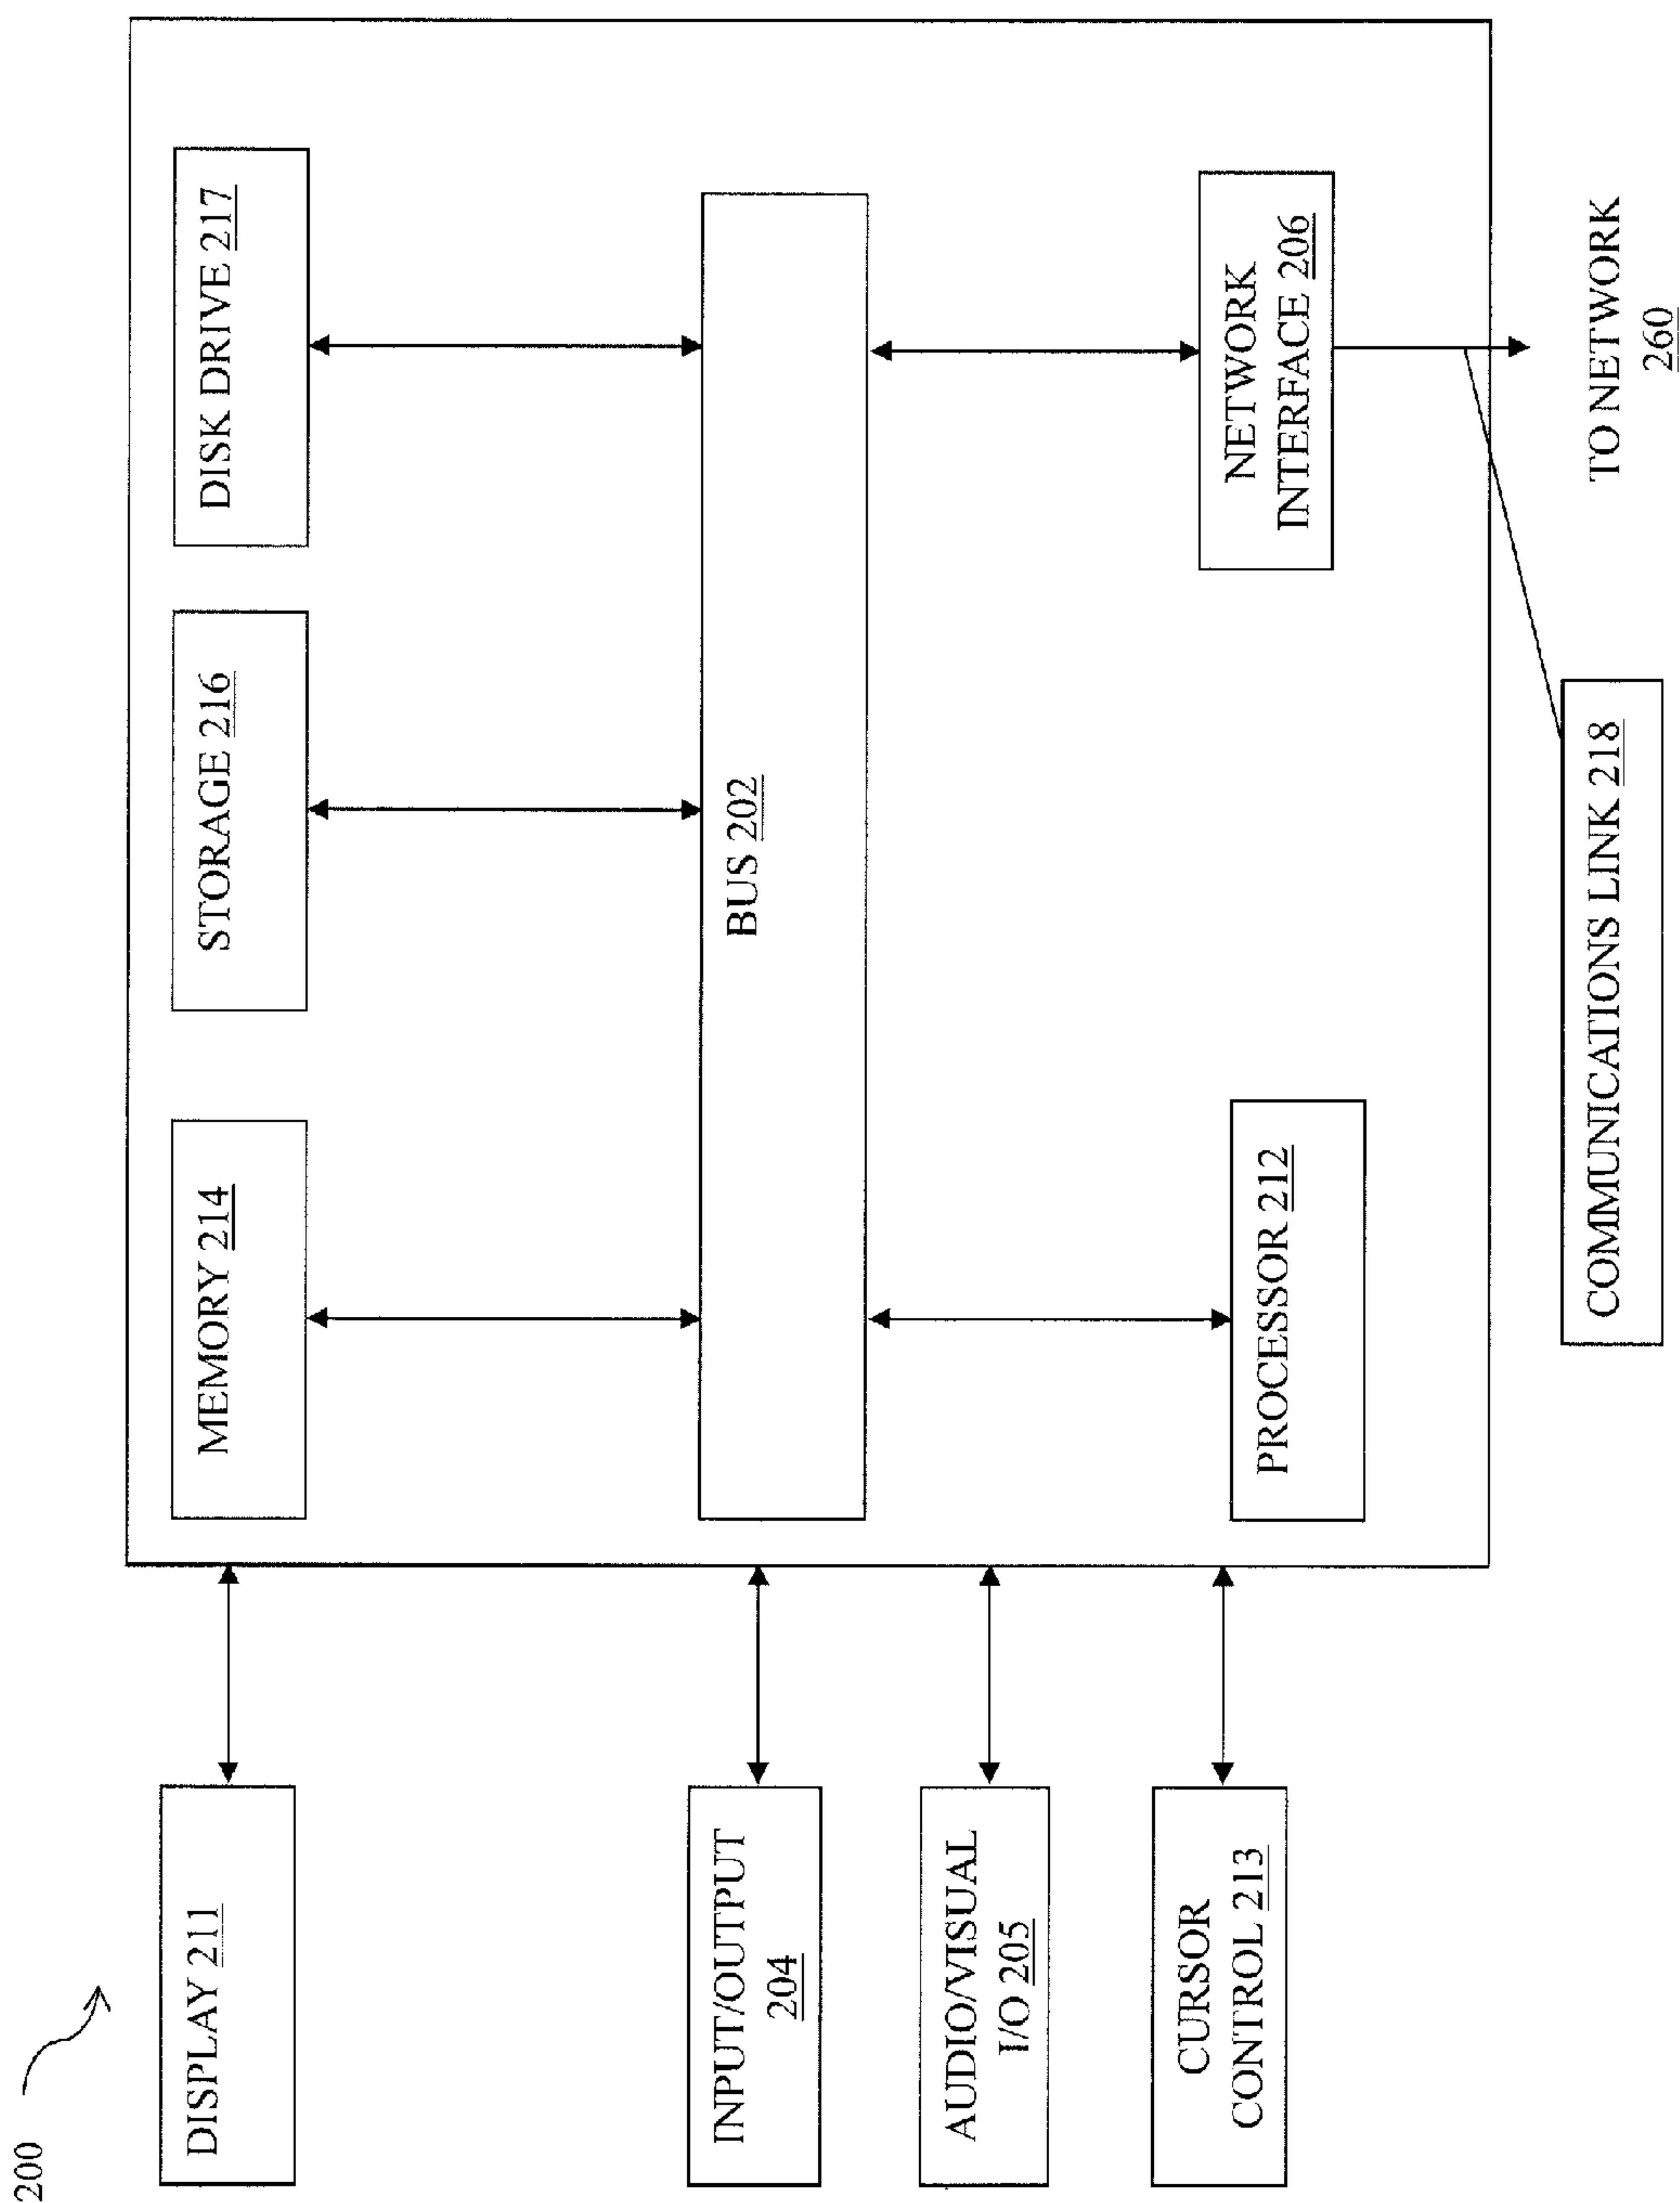 200
DISPLAY 211
INPUT/OUTPUT
204
AUDIO/VISUAL
I/O 205
CURSOR
CONTROL 213
MEMORY 214
STORAGE 216
DISK DRIVE 217
BUS 202
PROCESSOR 212
NETWORK
INTERFACE 206
COMMUNICATIONS LINK 218
TO NETWORK
260